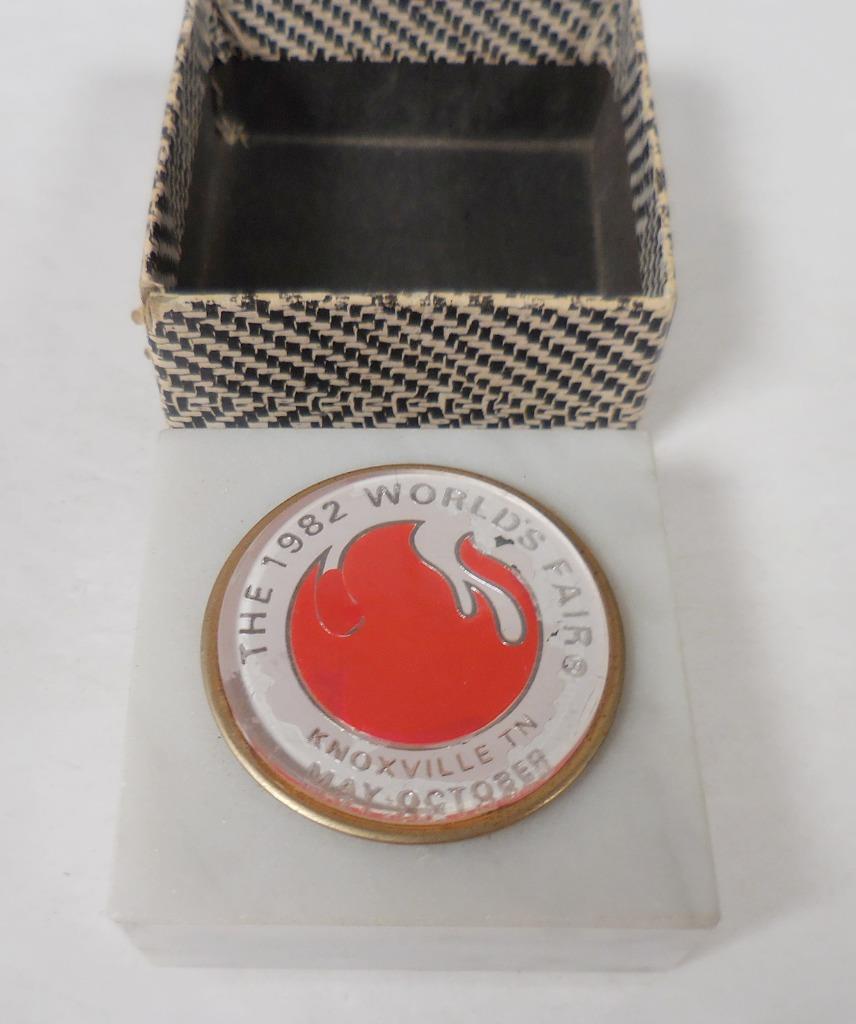 THE 1982 WORLD'S FAIR®
KNOXVILLE TN
MAY-OCTOBER